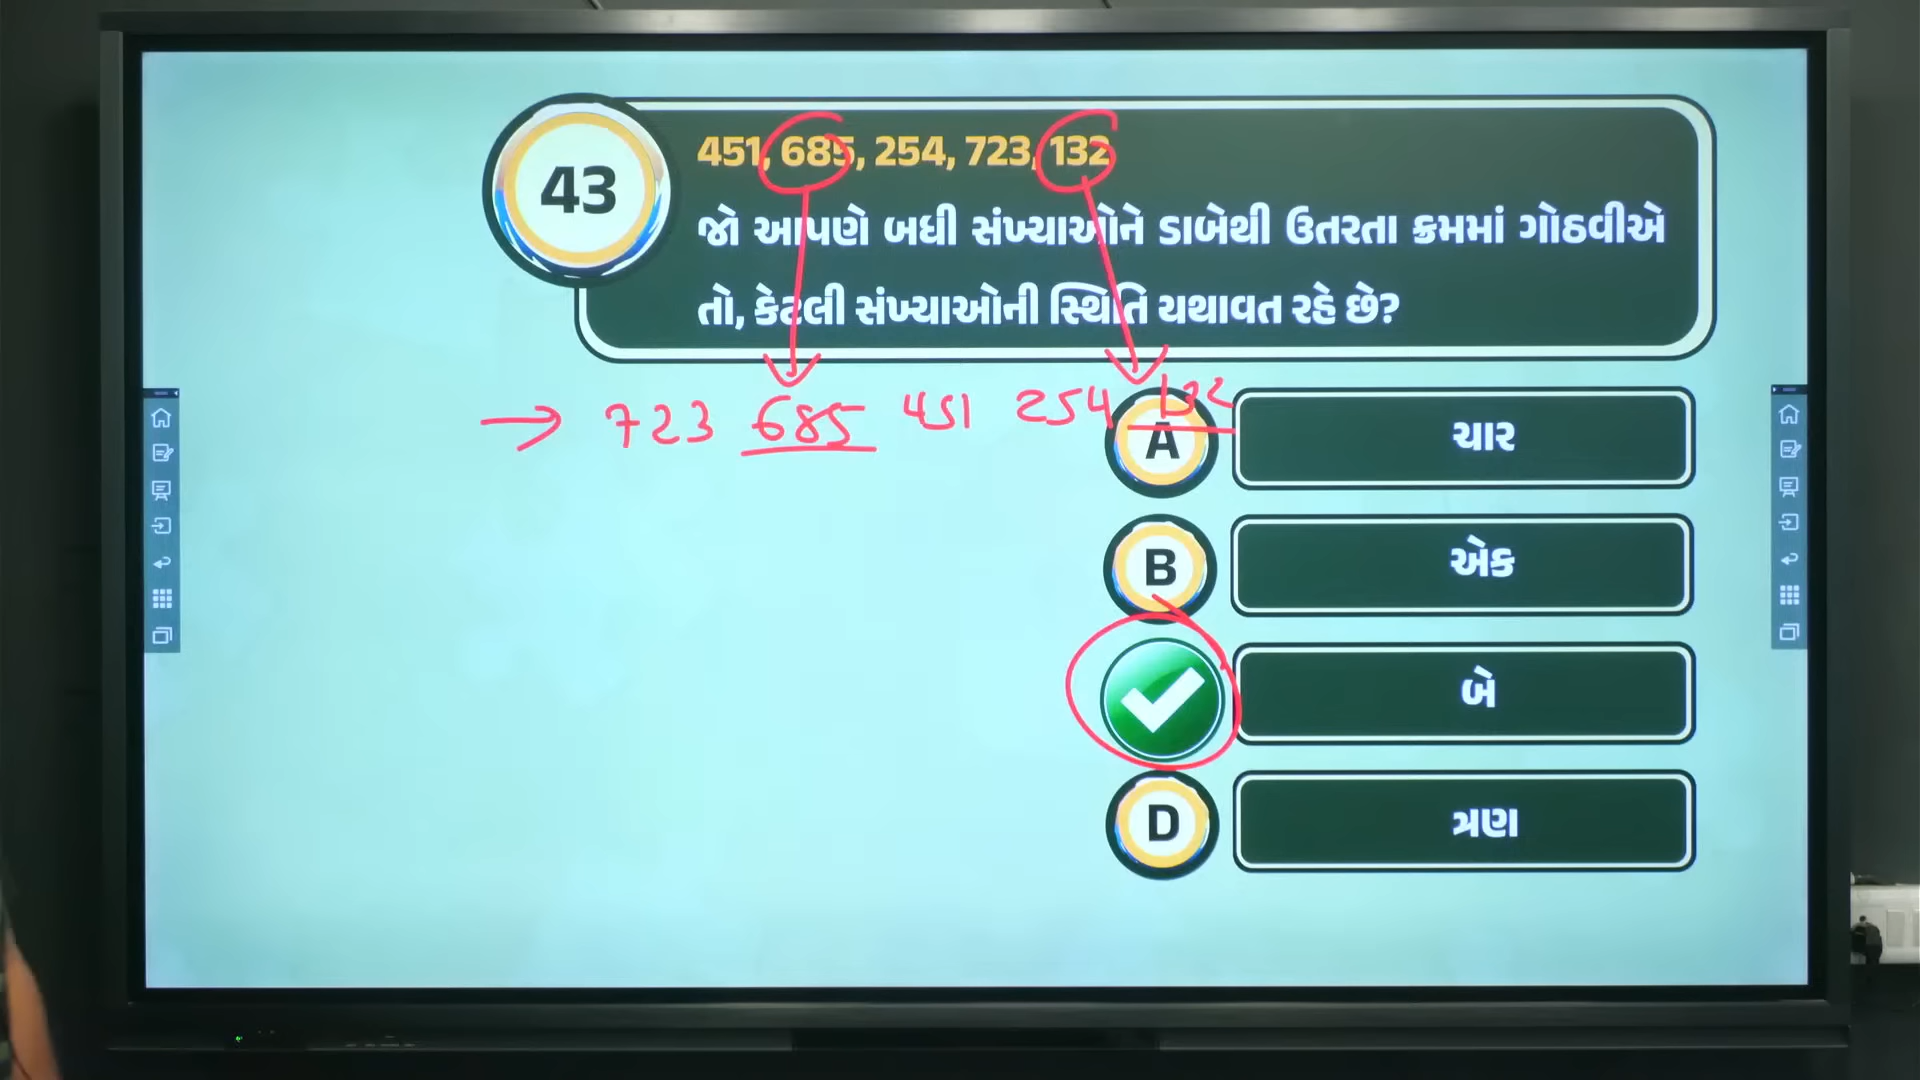 43
451, 685, 254, 723, 132
જો આપણે બધી સંખ્યાઓને ડાબેથી ઉતરતા ક્રમમાં ગોઠવીએ
તો, કેટલી સંખ્યાઓની સ્થિતિ યથાવત રહે છે?
→ 723 685 451 254 132
A ચાર
B એક
બે
D ત્રણ